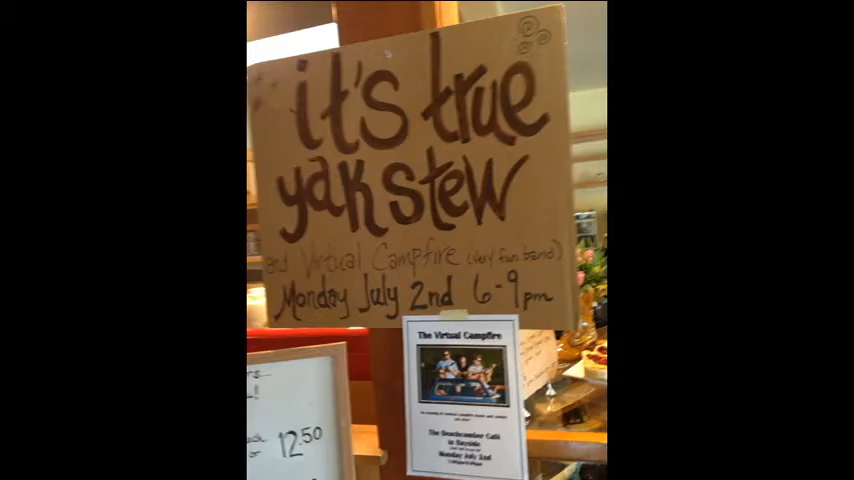 it's true
yak stew
and Virtual Campfire (very fun band)
Monday July 2nd 6-9pm
The Virtual Campfire
The Beachcomber Café
in Bayside
Monday July 2nd
12.50